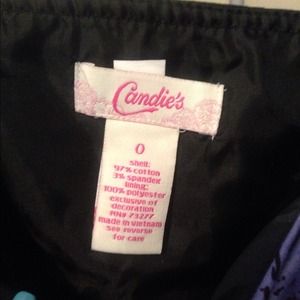 Candie's
0
shell:
97% cotton
3% spandex
lining:
100% polyester
exclusive of
decoration
RN# 73277
made in vietnam
see reverse
for care